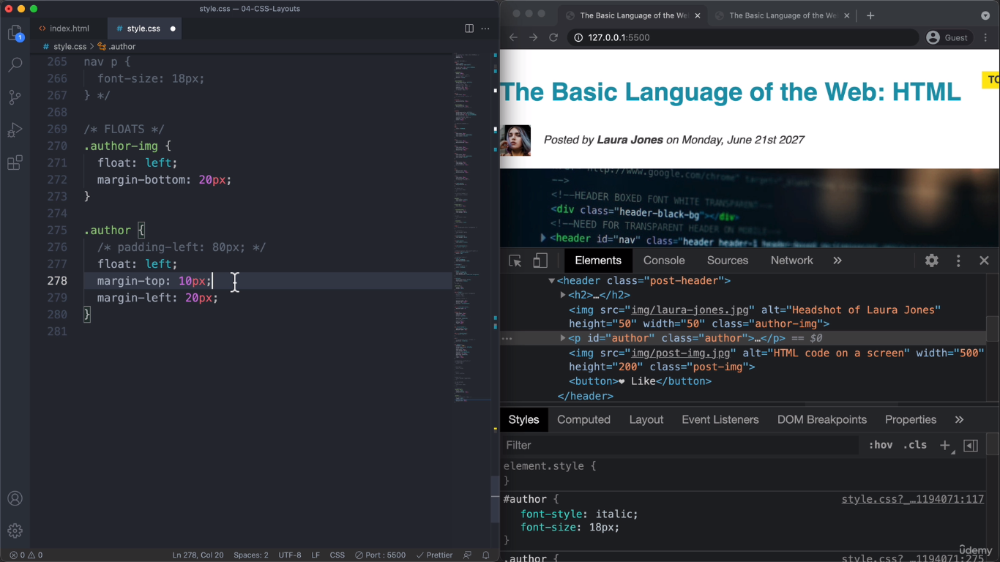 style.css — 04-CSS-Layouts
index.html
style.css
style.css > .author
265 nav p {
266 font-size: 18px;
267 } */
268
269 /* FLOATS */
270 .author-img {
271 float: left;
272 margin-bottom: 20px;
273 }
274
275 .author {
276 /* padding-left: 80px; */
277 float: left;
278 margin-top: 10px;
279 margin-left: 20px;
280 }
281
1
0 0 Ln 278, Col 20 Spaces: 2 UTF-8 LF CSS Port : 5500 Prettier
The Basic Language of the We
The Basic Language of the We
127.0.0.1:5500
Guest
The Basic Language of the Web: HTML
TO
Posted by Laura Jones on Monday, June 21st 2027
-->
<!--HEADER BOXED FONT WHITE TRANSPARENT
<div class="header-black-bg"></div>
<!--NEED FOR TRANSPARENT HEADER ON MOBILE
<header id="nav" class="header header-1 header
Elements Console Sources Network »
<header class="post-header">
<h2>…</h2>
<img src="img/laura-jones.jpg" alt="Headshot of Laura Jones"
height="50" width="50" class="author-img">
… <p id="author" class="author">…</p> == $0
<img src="img/post-img.jpg" alt="HTML code on a screen" width="500"
height="200" class="post-img">
<button>❤ Like</button>
</header>
Styles Computed Layout Event Listeners DOM Breakpoints Properties »
Filter :hov .cls +
element.style {
}
#author { style.css?_…1194071:117
font-style: italic;
font-size: 18px;
}
.author { style.css?_…1194071:275
udemy